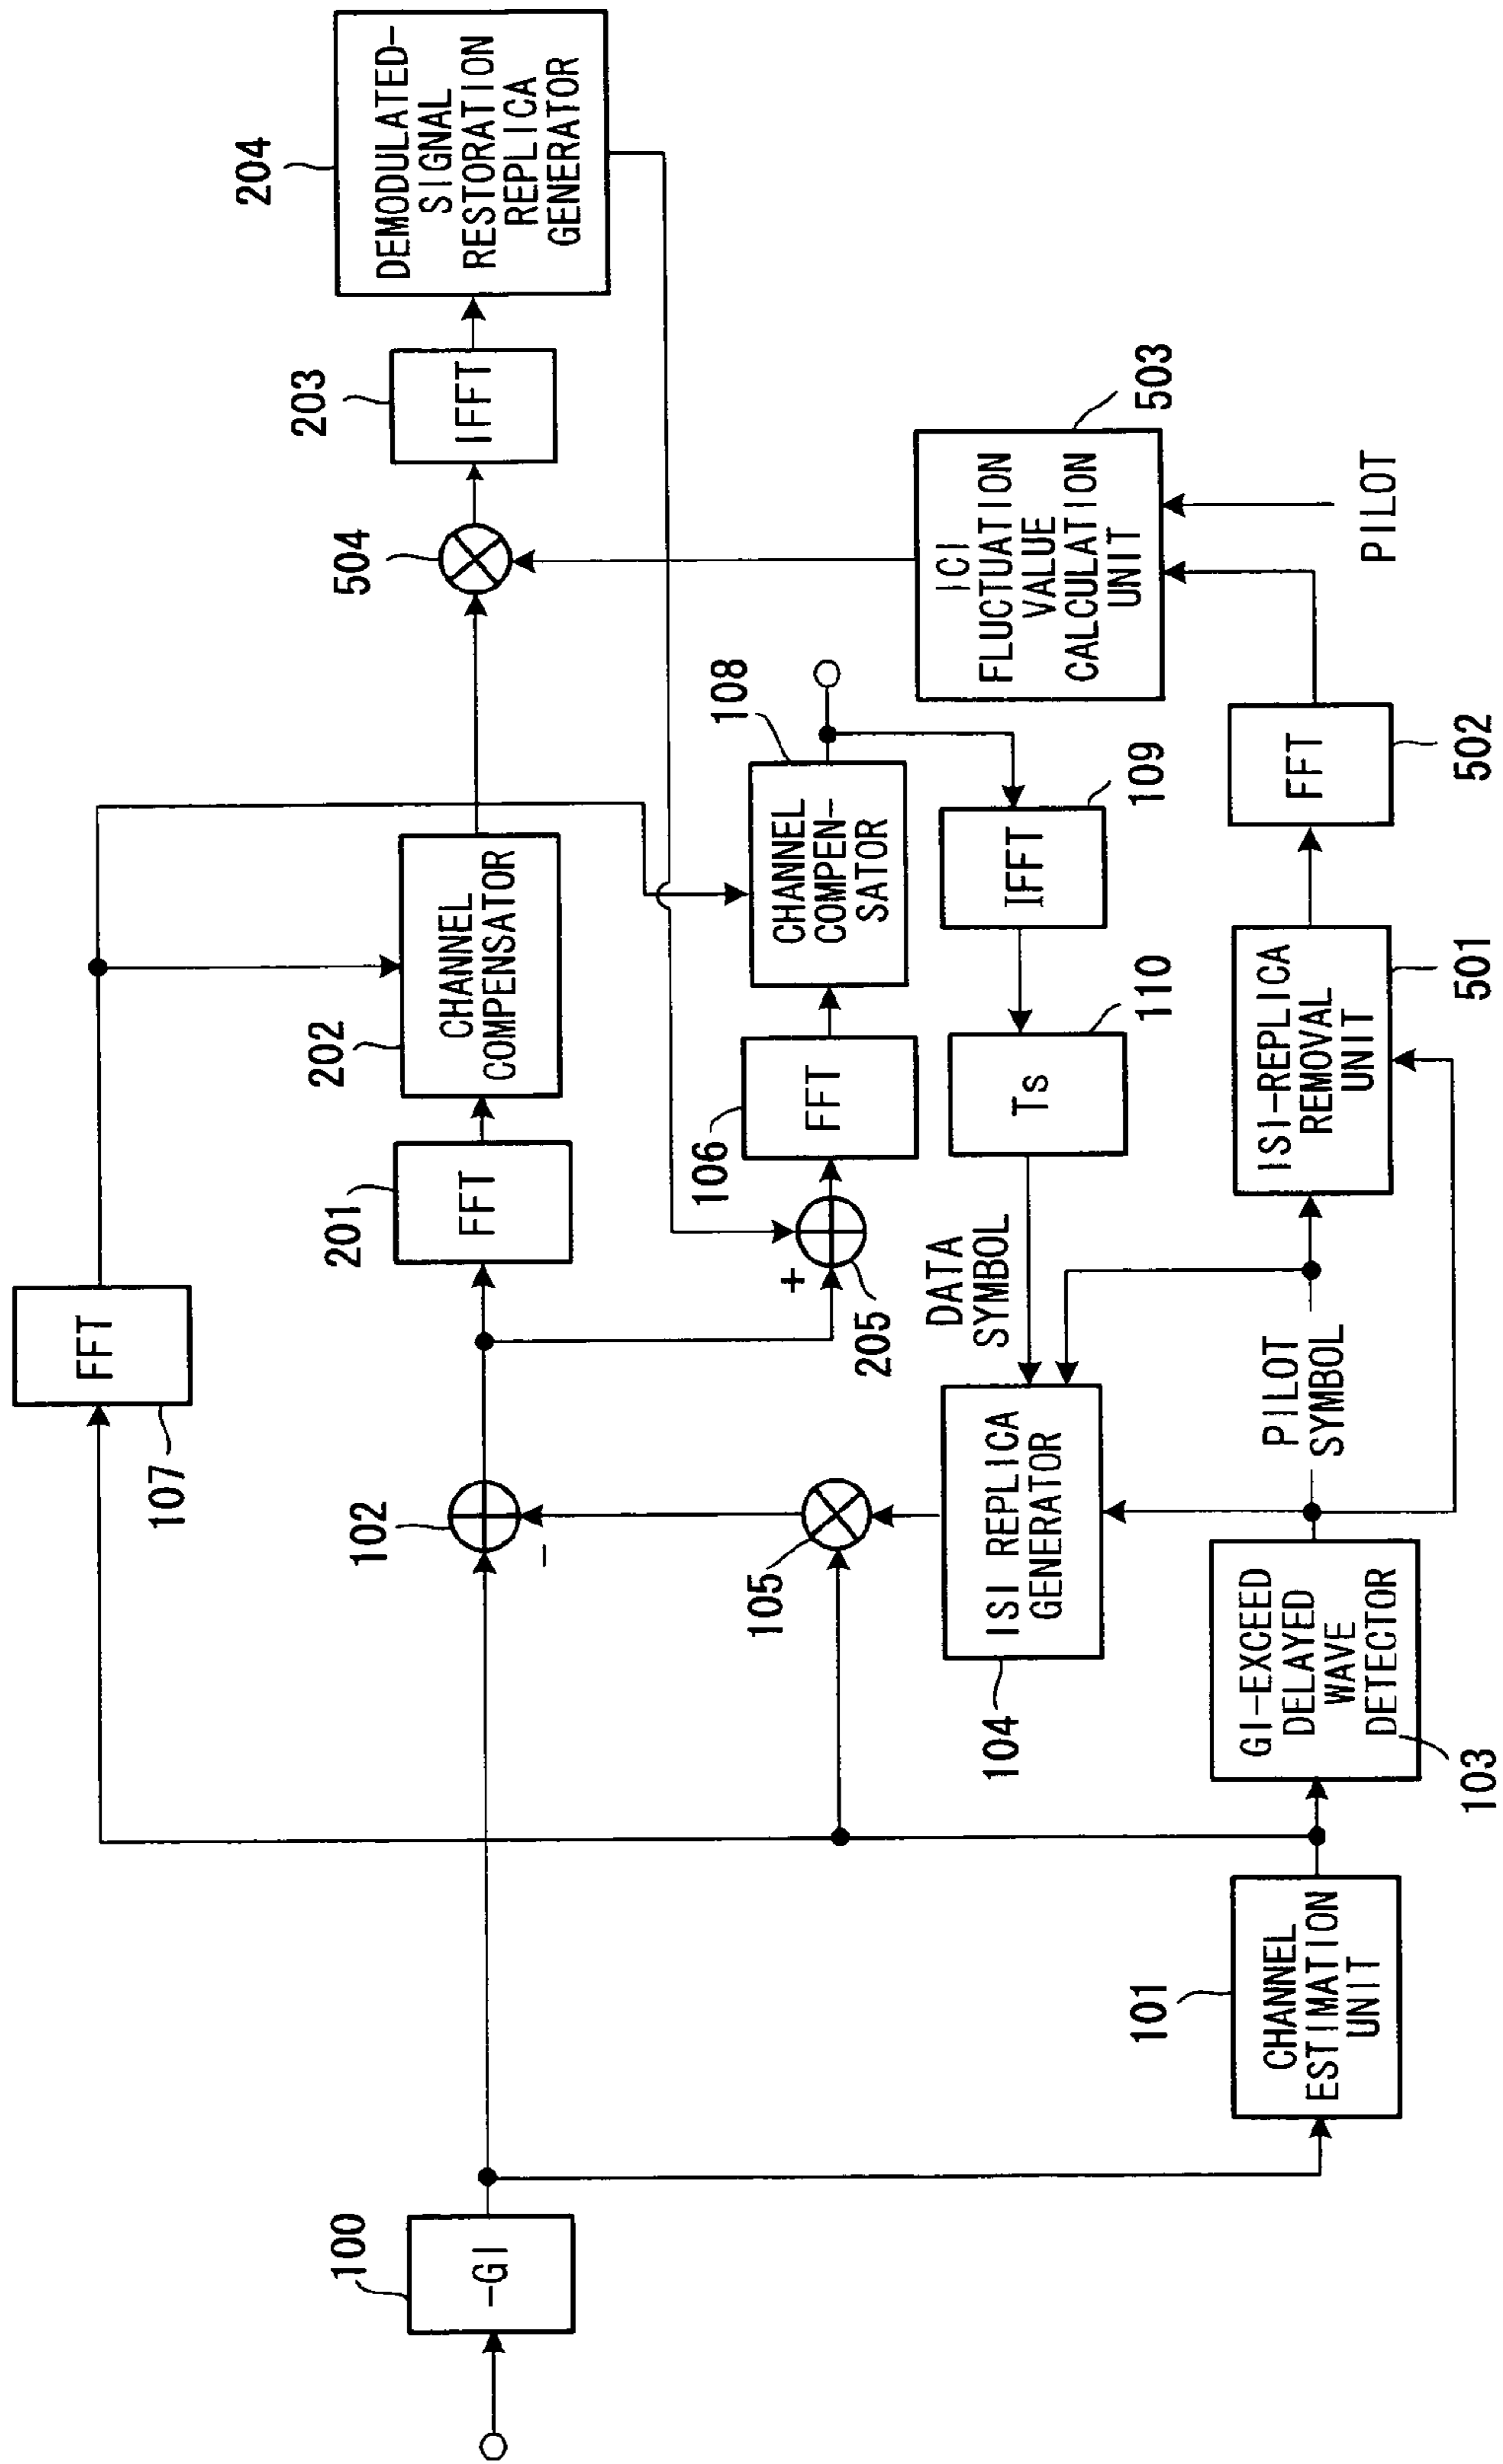 107
FFT
100
-GI
102
-
201
FFT
202
CHANNEL
COMPENSATOR
504
203
IFFT
204
DEMODULATED-
SIGNAL
RESTORATION
REPLICA
GENERATOR
105
+
205
106
FFT
108
CHANNEL
COMPEN-
SATOR
104
ISI REPLICA
GENERATOR
DATA
SYMBOL
110
Ts
109
IFFT
503
ICI
FLUCTUATION
VALUE
CALCULATION
UNIT
101
CHANNEL
ESTIMATION
UNIT
103
GI-EXCEED
DELAYED
WAVE
DETECTOR
PILOT
SYMBOL
501
ISI-REPLICA
REMOVAL
UNIT
502
FFT
PILOT